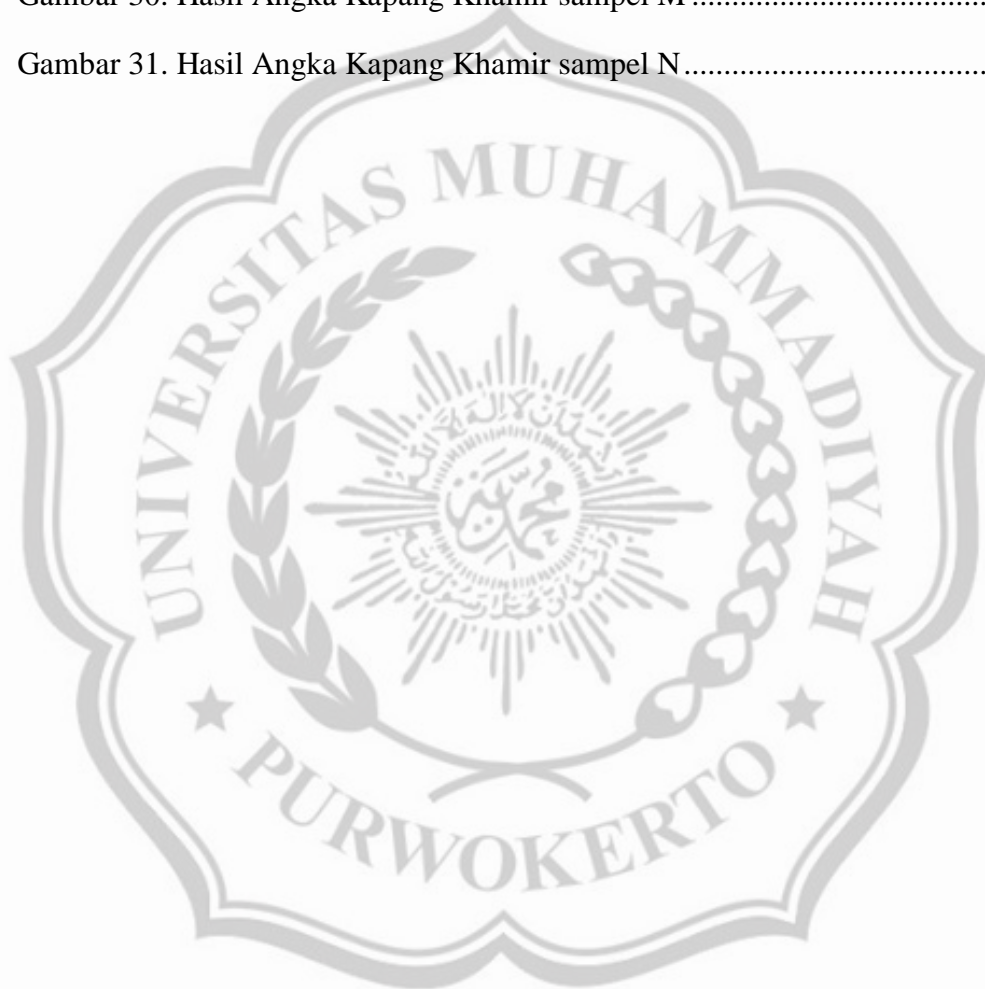 Gambar 30. Hasil Angka Kapang Khamir sampel M ..................................
Gambar 31. Hasil Angka Kapang Khamir sampel N ..................................
UNIVERSITAS MUHAMMADIYAH
PURWOKERTO